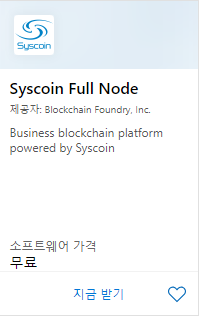 Syscoin
Syscoin Full Node
제공자: Blockchain Foundry, Inc.
Business blockchain platform
powered by Syscoin
소프트웨어 가격
무료
지금 받기